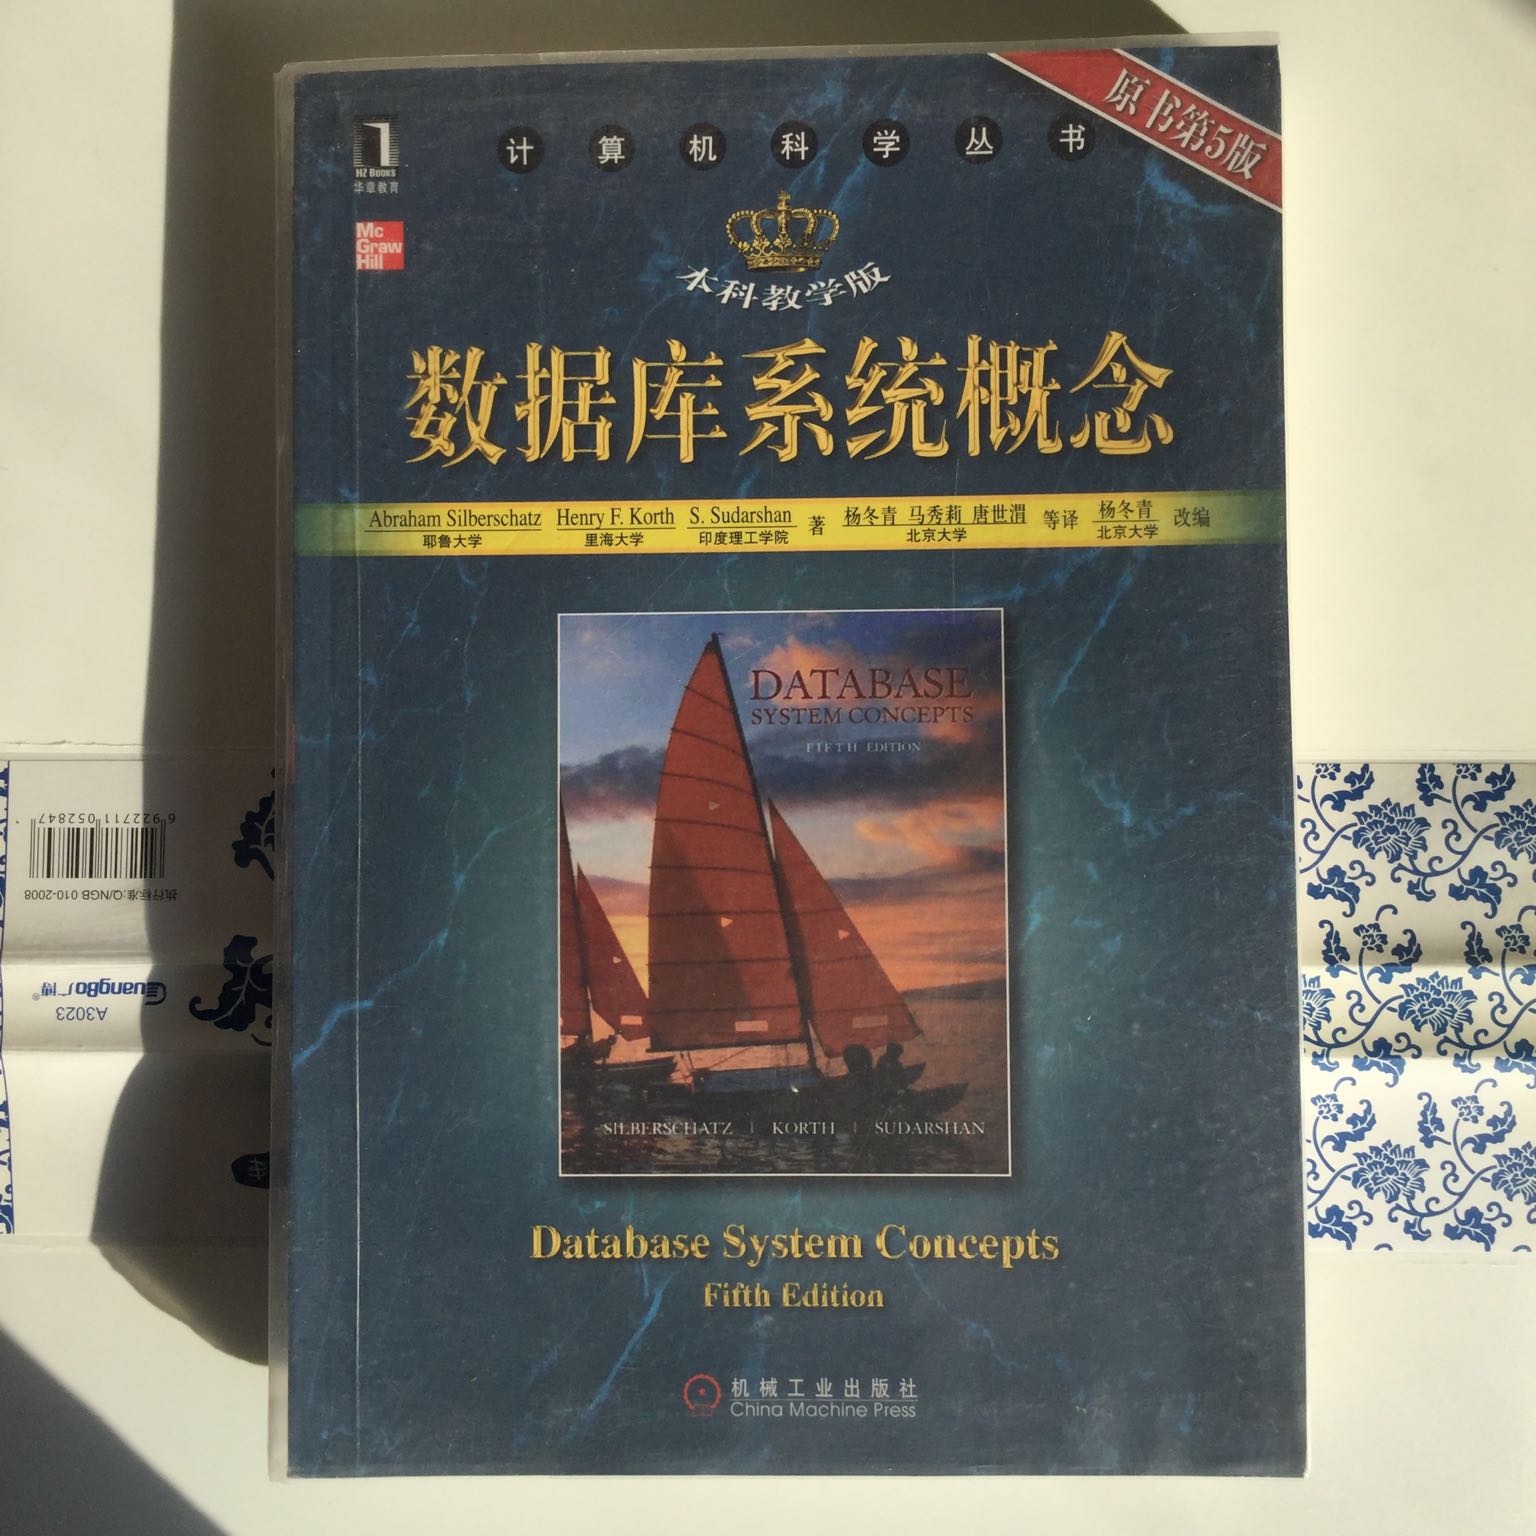 原书第5版
计算机科学丛书
HZ BOOKS
华章教育
Mc
Graw
Hill
本科教学版
数据库系统概念
Abraham Silberschatz Henry F. Korth S. Sudarshan 著 杨冬青 马秀莉 唐世渭 等译 杨冬青 改编
耶鲁大学 里海大学 印度理工学院 北京大学 北京大学
DATABASE
SYSTEM CONCEPTS
FIFTH EDITION
SILBERSCHATZ | KORTH | SUDARSHAN
Database System Concepts
Fifth Edition
机械工业出版社
China Machine Press
6 922711 052847
执行标准:Q/NGB 010-2008
GuangBo广博®
A3023